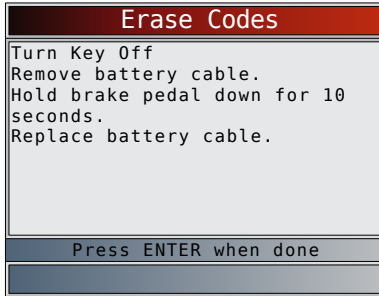 Erase Codes
Turn Key Off
Remove battery cable.
Hold brake pedal down for 10
seconds.
Replace battery cable.
Press ENTER when done